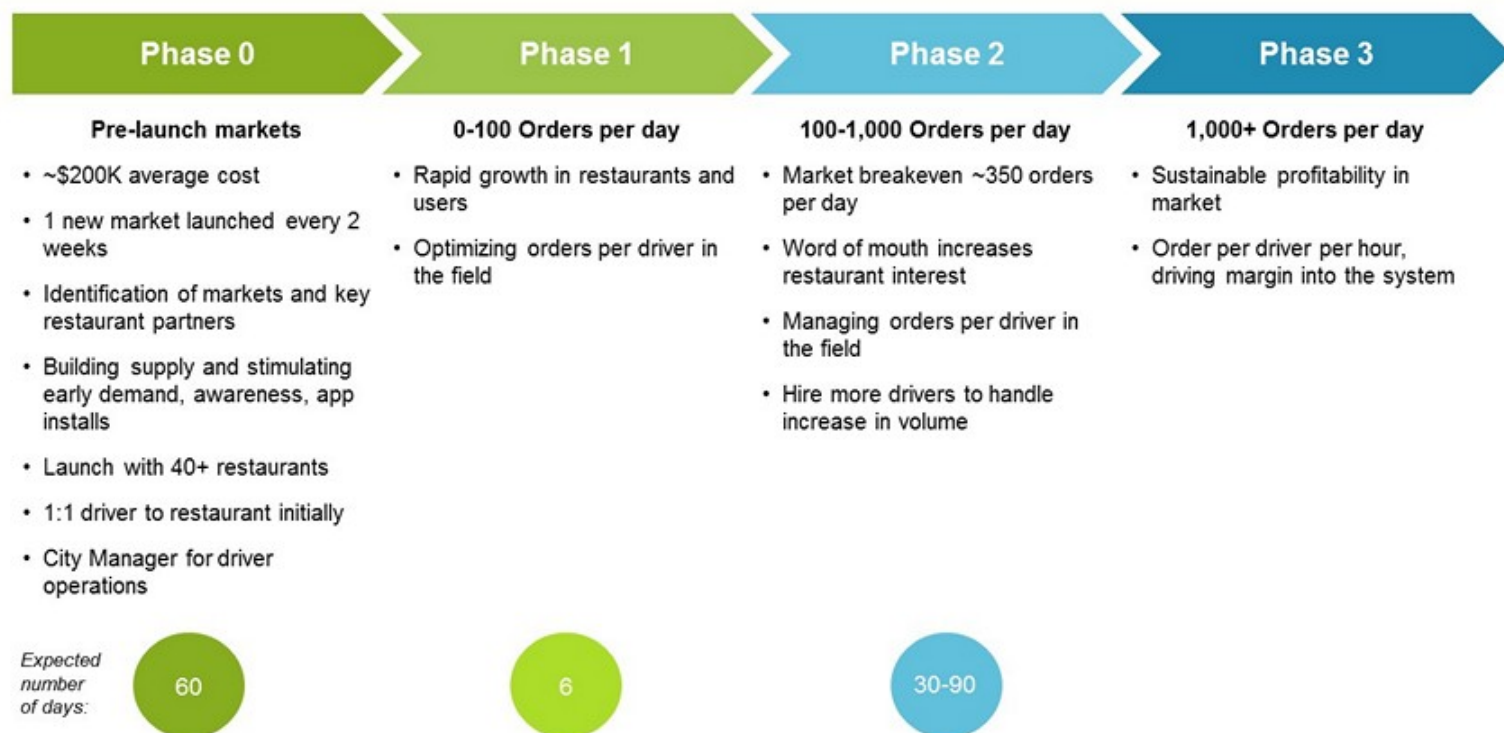 Phase 0
Phase 1
Phase 2
Phase 3
Pre-launch markets
• ~$200K average cost
• 1 new market launched every 2
weeks
• Identification of markets and key
restaurant partners
• Building supply and stimulating
early demand, awareness, app
installs
• Launch with 40+ restaurants
• 1:1 driver to restaurant initially
• City Manager for driver
operations
0-100 Orders per day
• Rapid growth in restaurants and
users
• Optimizing orders per driver in
the field
100-1,000 Orders per day
• Market breakeven ~350 orders
per day
• Word of mouth increases
restaurant interest
• Managing orders per driver in
the field
• Hire more drivers to handle
increase in volume
1,000+ Orders per day
• Sustainable profitability in
market
• Order per driver per hour,
driving margin into the system
Expected
number
of days:
60
6
30-90